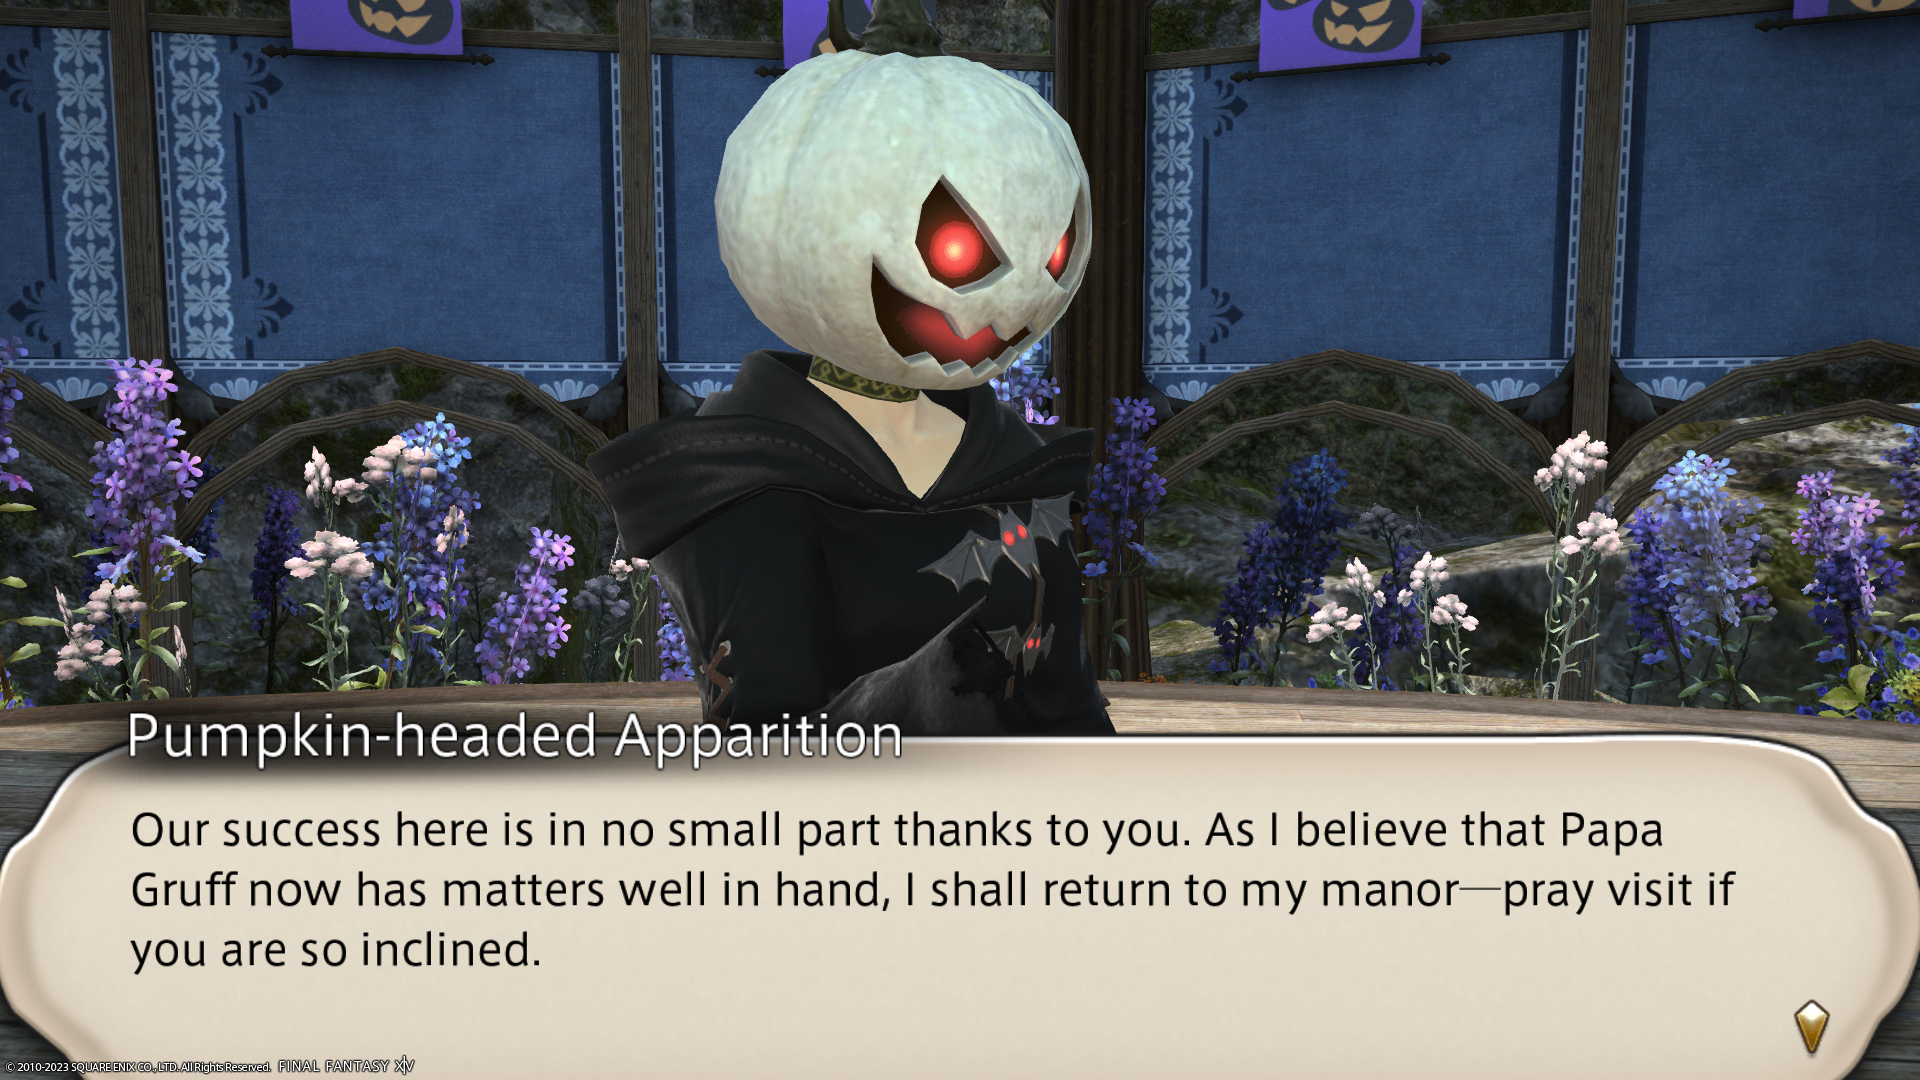 Pumpkin-headed Apparition
Our success here is in no small part thanks to you. As I believe that Papa
Gruff now has matters well in hand, I shall return to my manor—pray visit if
you are so inclined.
© 2010-2023 SQUARE ENIX CO., LTD. All Rights Reserved. FINAL FANTASY XIV